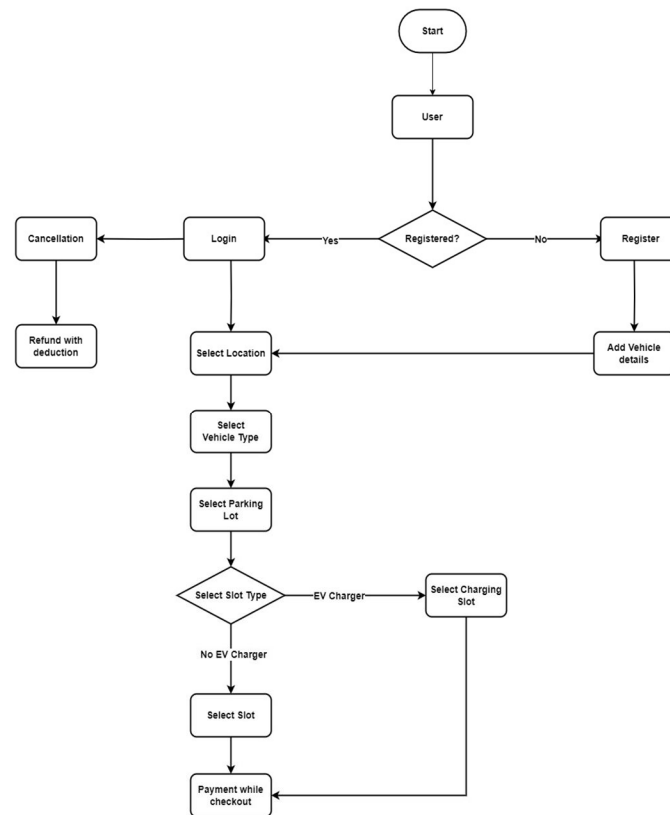 Start
User
Registered?
Yes
No
Cancellation
Login
Register
Refund with
deduction
Select Location
Add Vehicle
details
Select
Vehicle Type
Select Parking
Lot
Select Slot Type
EV Charger
Select Charging
Slot
No EV Charger
Select Slot
Payment while
checkout